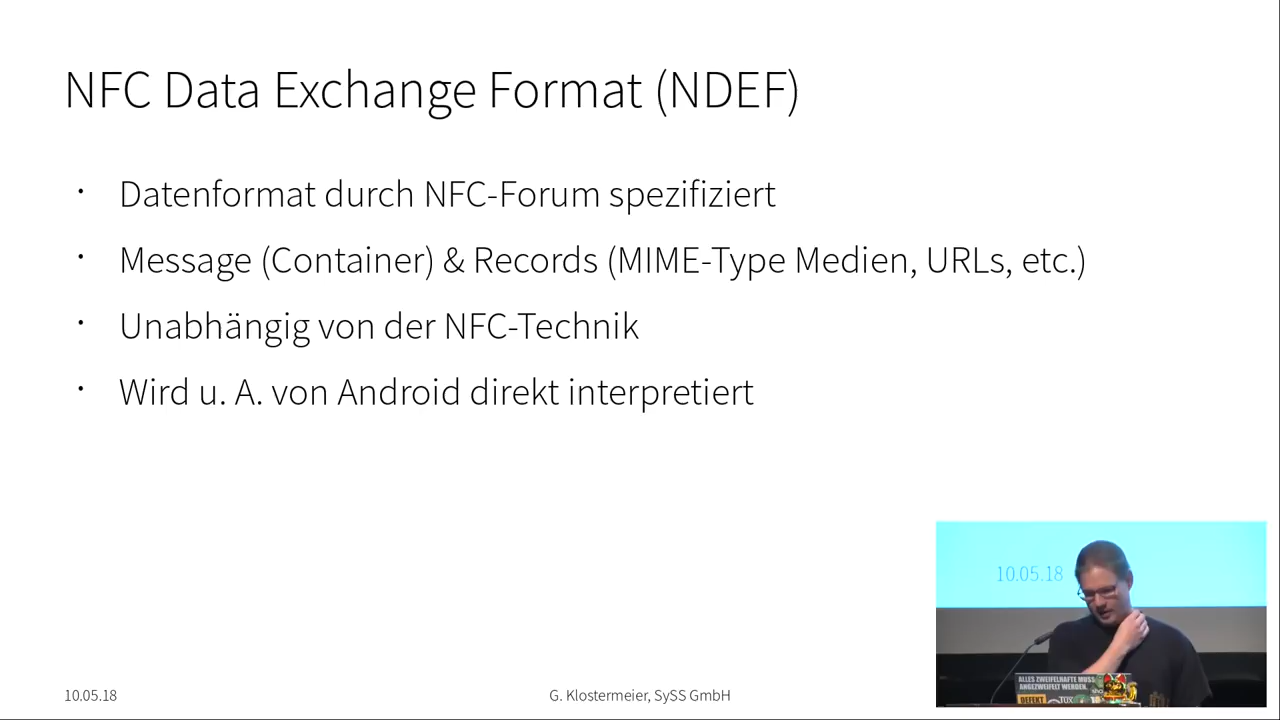 NFC Data Exchange Format (NDEF)
• Datenformat durch NFC-Forum spezifiziert
• Message (Container) & Records (MIME-Type Medien, URLs, etc.)
• Unabhängig von der NFC-Technik
• Wird u. A. von Android direkt interpretiert
10.05.18
ALLES ZWEIFELHAFTE MUSS
ANGEZWEIFELT WERDEN.
DEFEKT
10.05.18
G. Klostermeier, SySS GmbH